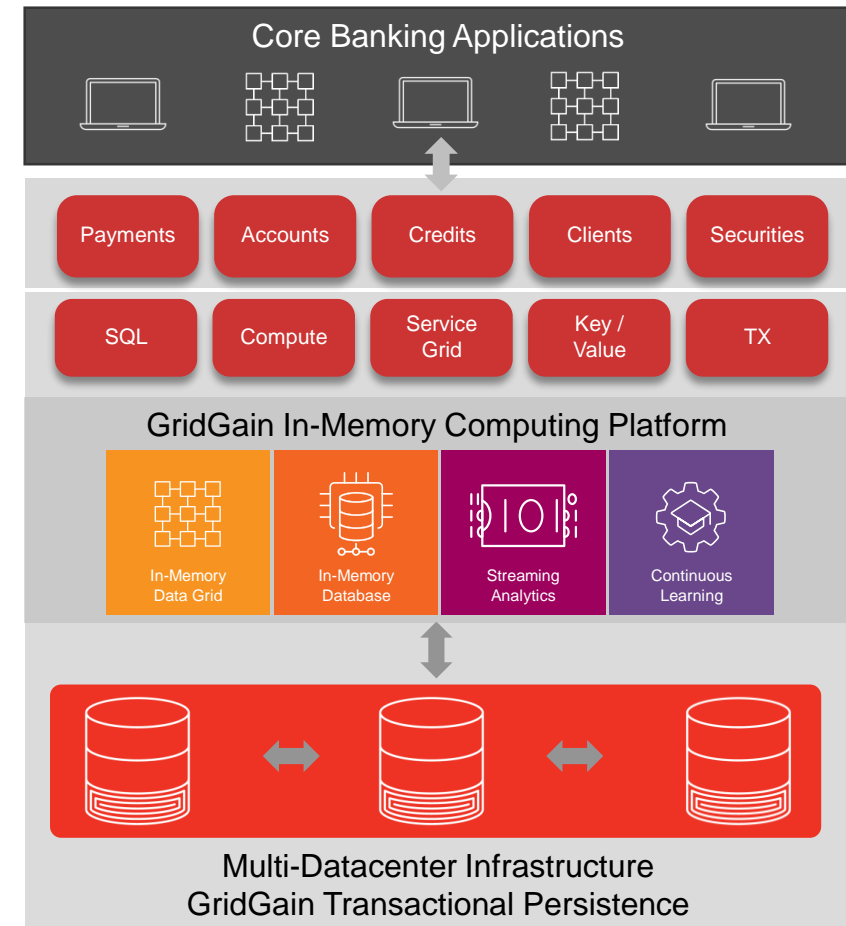 Core Banking Applications
Payments
Accounts
Credits
Clients
Securities
SQL
Compute
Service
Grid
Key /
Value
TX
GridGain In-Memory Computing Platform
In-Memory
Data Grid
In-Memory
Database
Streaming
Analytics
Continuous
Learning
Multi-Datacenter Infrastructure
GridGain Transactional Persistence